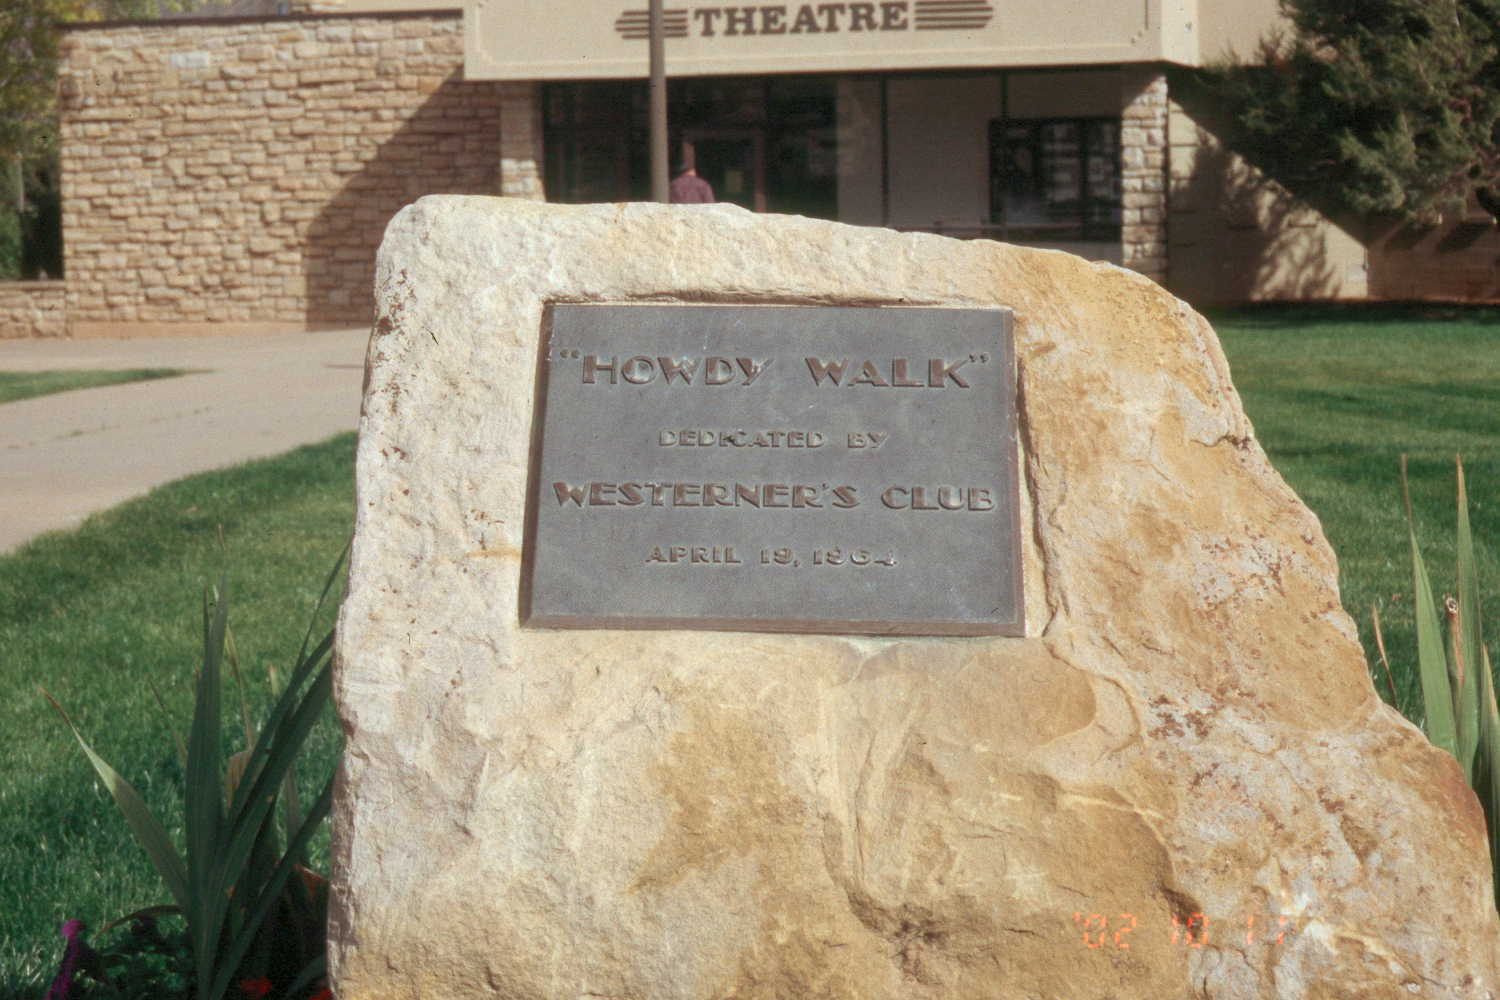 THEATRE
"HOWDY WALK"
DEDICATED BY
WESTERNER'S CLUB
APRIL 19, 1964
'02 10 17